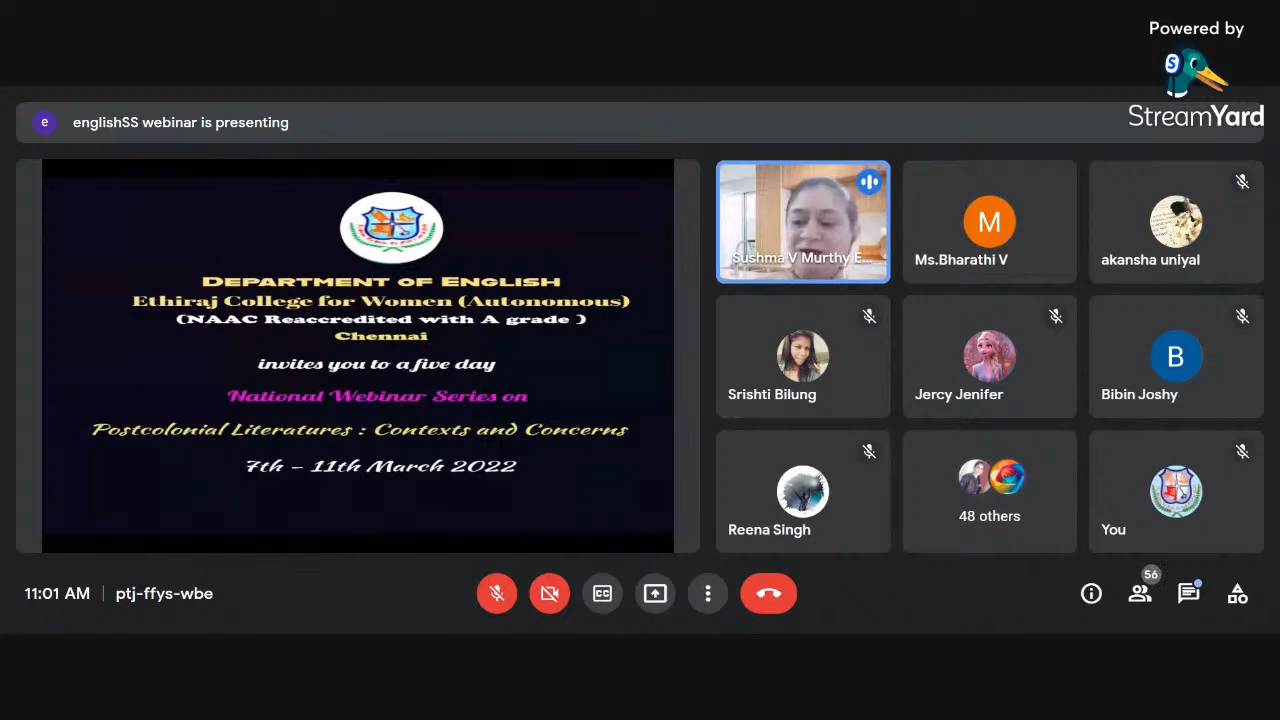 Powered by
S
StreamYard
e
englishSS webinar is presenting
DEPARTMENT OF ENGLISH
Ethiraj College for Women (Autonomous)
(NAAC Reaccredited with A grade )
Chennai
invites you to a five day
National Webinar Series on
Postcolonial Literatures : Contexts and Concerns
7th - 11th March 2022
Sushma V Murthy E...
M
Ms.Bharathi V
akansha uniyal
Srishti Bilung
Jercy Jenifer
B
Bibin Joshy
Reena Singh
48 others
You
11:01 AM | ptj-ffys-wbe
CC
56